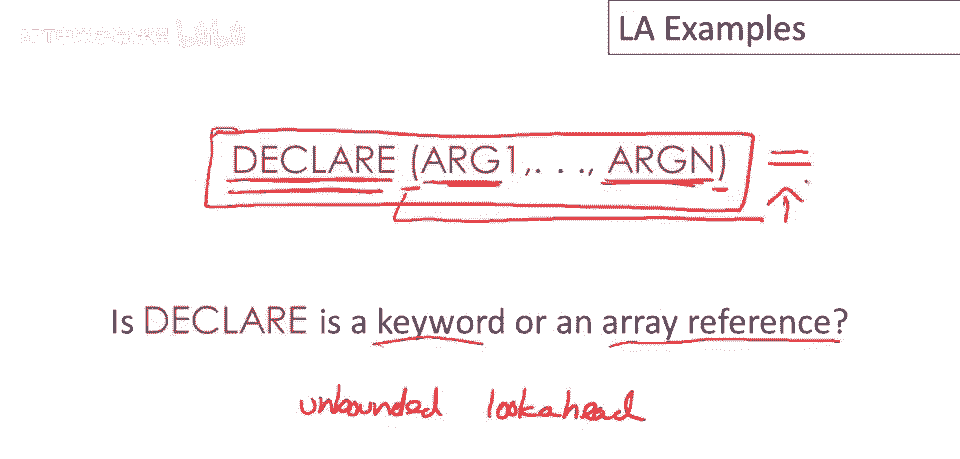 LA Examples
DECLARE (ARG1,. . ., ARGN) =
Is DECLARE is a keyword or an array reference?
unbounded lookahead